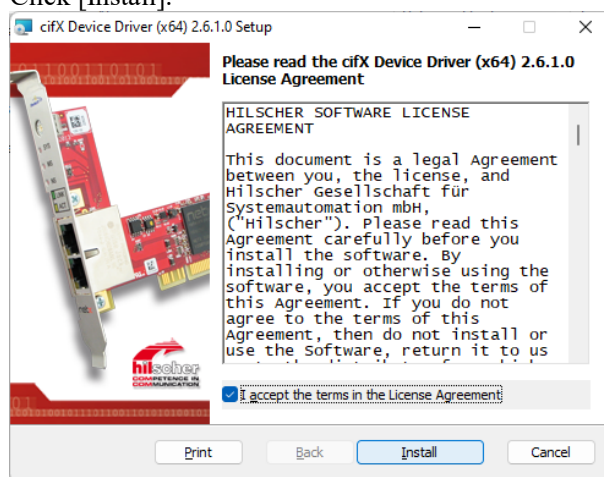 Click [Install].
cifX Device Driver (x64) 2.6.1.0 Setup
Please read the cifX Device Driver (x64) 2.6.1.0
License Agreement
HILSCHER SOFTWARE LICENSE
AGREEMENT
This document is a legal Agreement
between you, the license, and
Hilscher Gesellschaft für
Systemautomation mbH,
("Hilscher"). Please read this
Agreement carefully before you
install the software. By
installing or otherwise using the
software, you accept the terms of
this Agreement. If you do not
agree to the terms of this
Agreement, then do not install or
use the Software, return it to us
hilscher
COMPETENCE IN
COMMUNICATION
I accept the terms in the License Agreement
Print
Back
Install
Cancel